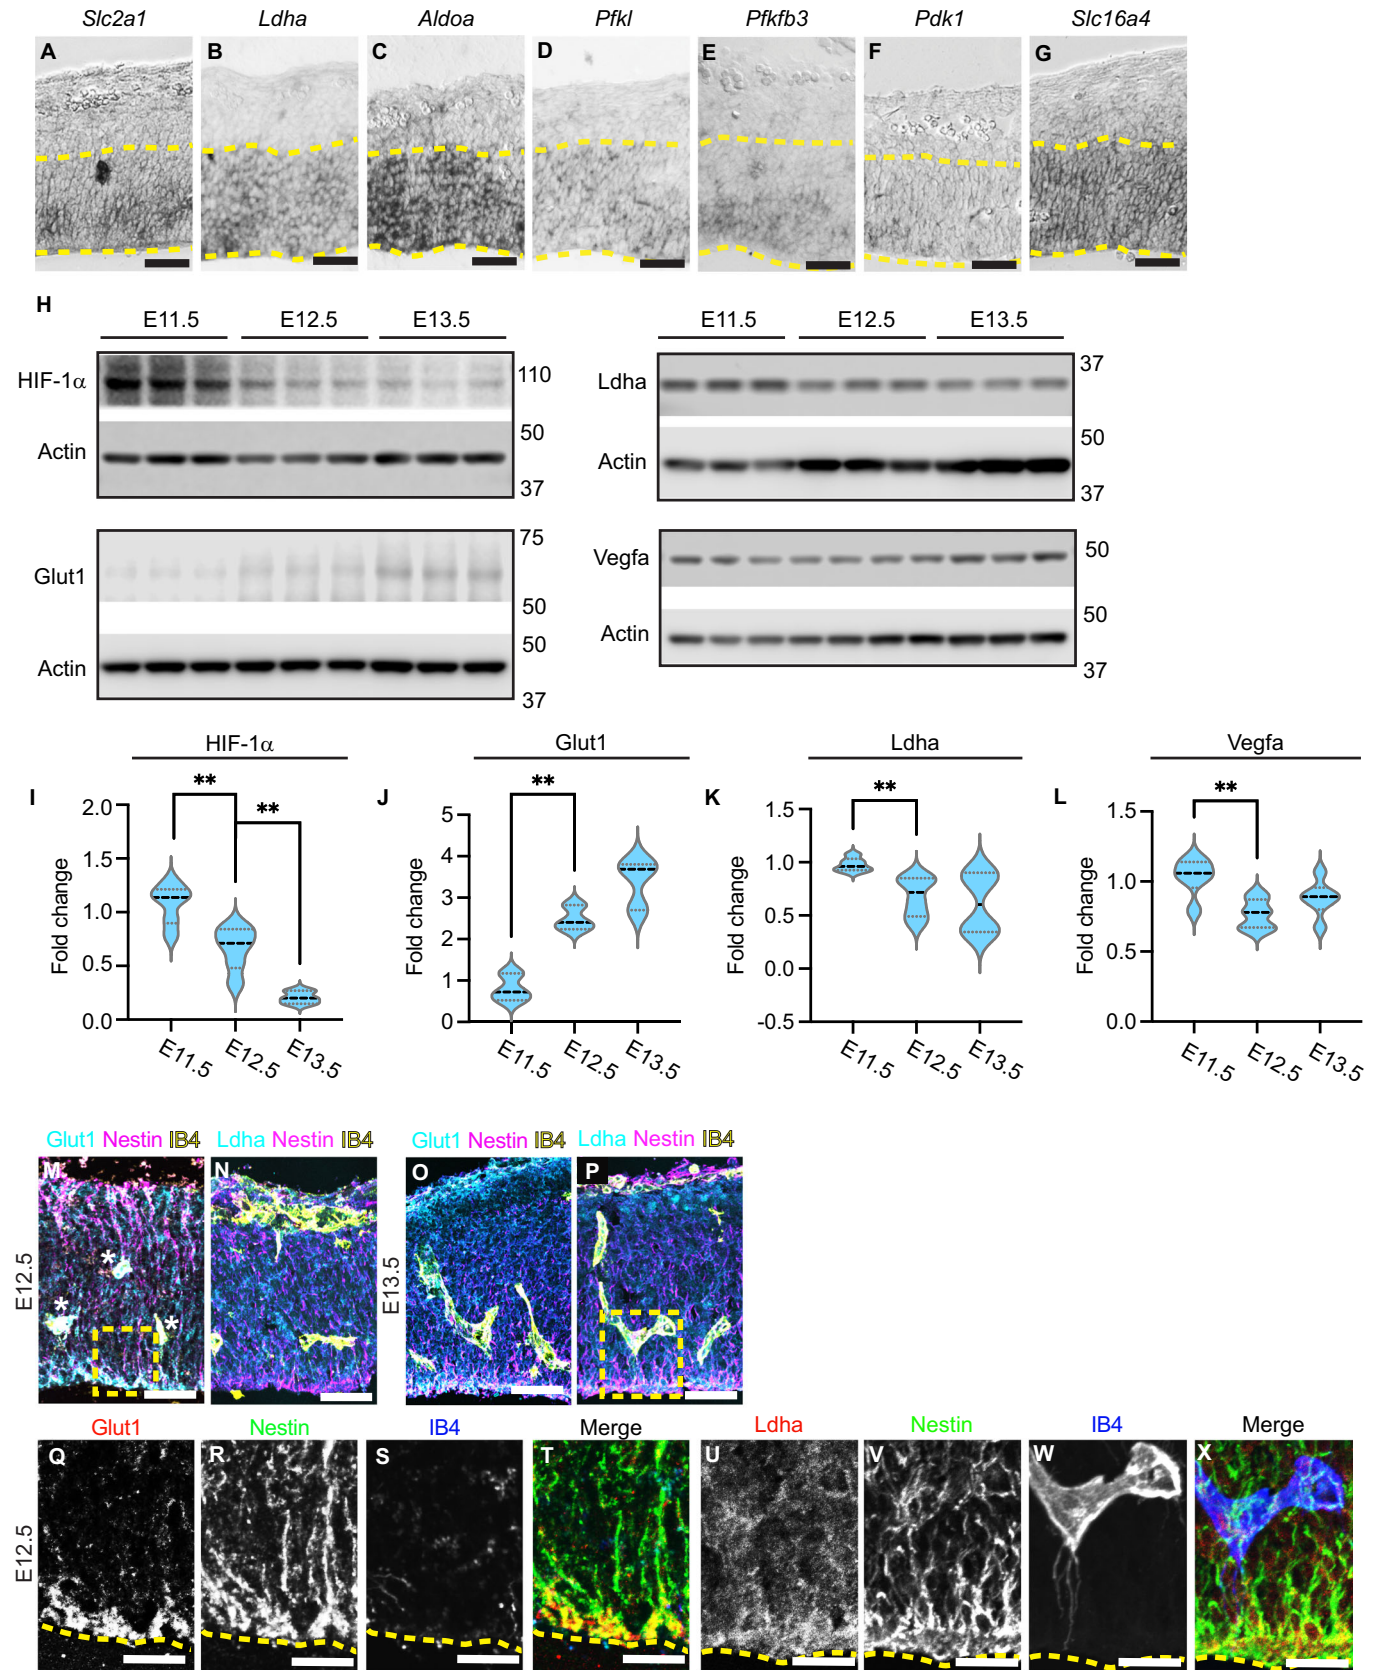 Slc2a1 Ldha Aldoa Pfkl Pfkfb3 Pdk1 Slc16a4
A B C D E F G
H
E11.5 E12.5 E13.5 E11.5 E12.5 E13.5
HIF-1α 110 Ldha 37
Actin 50 37 Actin 50 37
Glut1 75 50 Vegfa 50
Actin 50 37 Actin 50 37
HIF-1α Glut1 Ldha Vegfa
I
**
**
Fold change
2.0
1.5
1.0
0.5
0.0
E11.5 E12.5 E13.5
J
**
Fold change
5
4
3
2
1
0
E11.5 E12.5 E13.5
K
**
Fold change
1.5
1.0
0.5
0.0
-0.5
E11.5 E12.5 E13.5
L
**
Fold change
1.5
1.0
0.5
0.0
E11.5 E12.5 E13.5
Glut1 Nestin IB4 Ldha Nestin IB4 Glut1 Nestin IB4 Ldha Nestin IB4
E12.5 M N E13.5 O P
* * *
Glut1 Nestin IB4 Merge Ldha Nestin IB4 Merge
E12.5 Q R S T U V W X